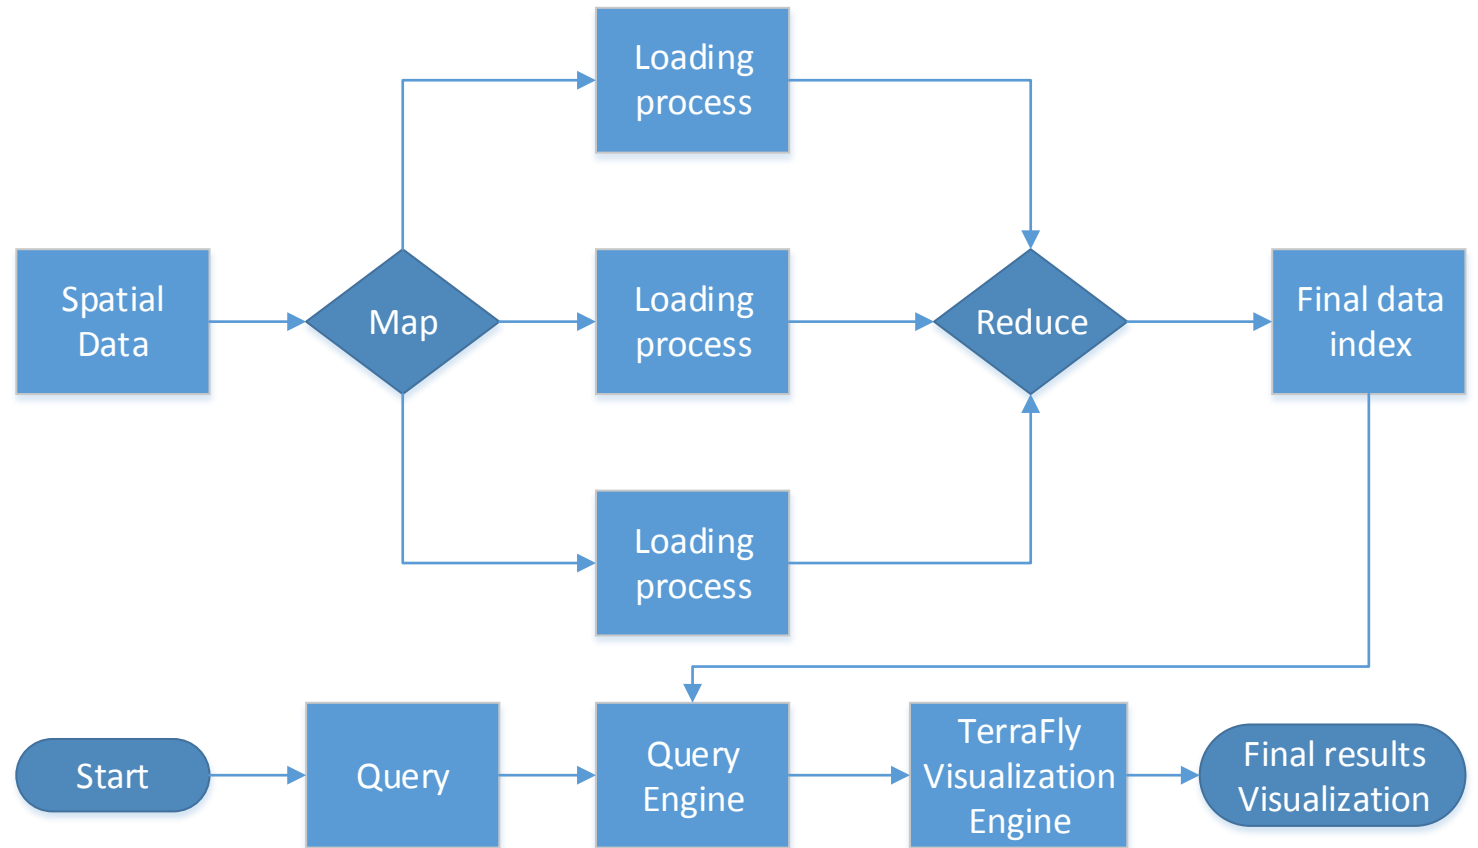 Loading
process
Spatial
Data
Map
Loading
process
Reduce
Final data
index
Loading
process
Start
Query
Query
Engine
TerraFly
Visualization
Engine
Final results
Visualization